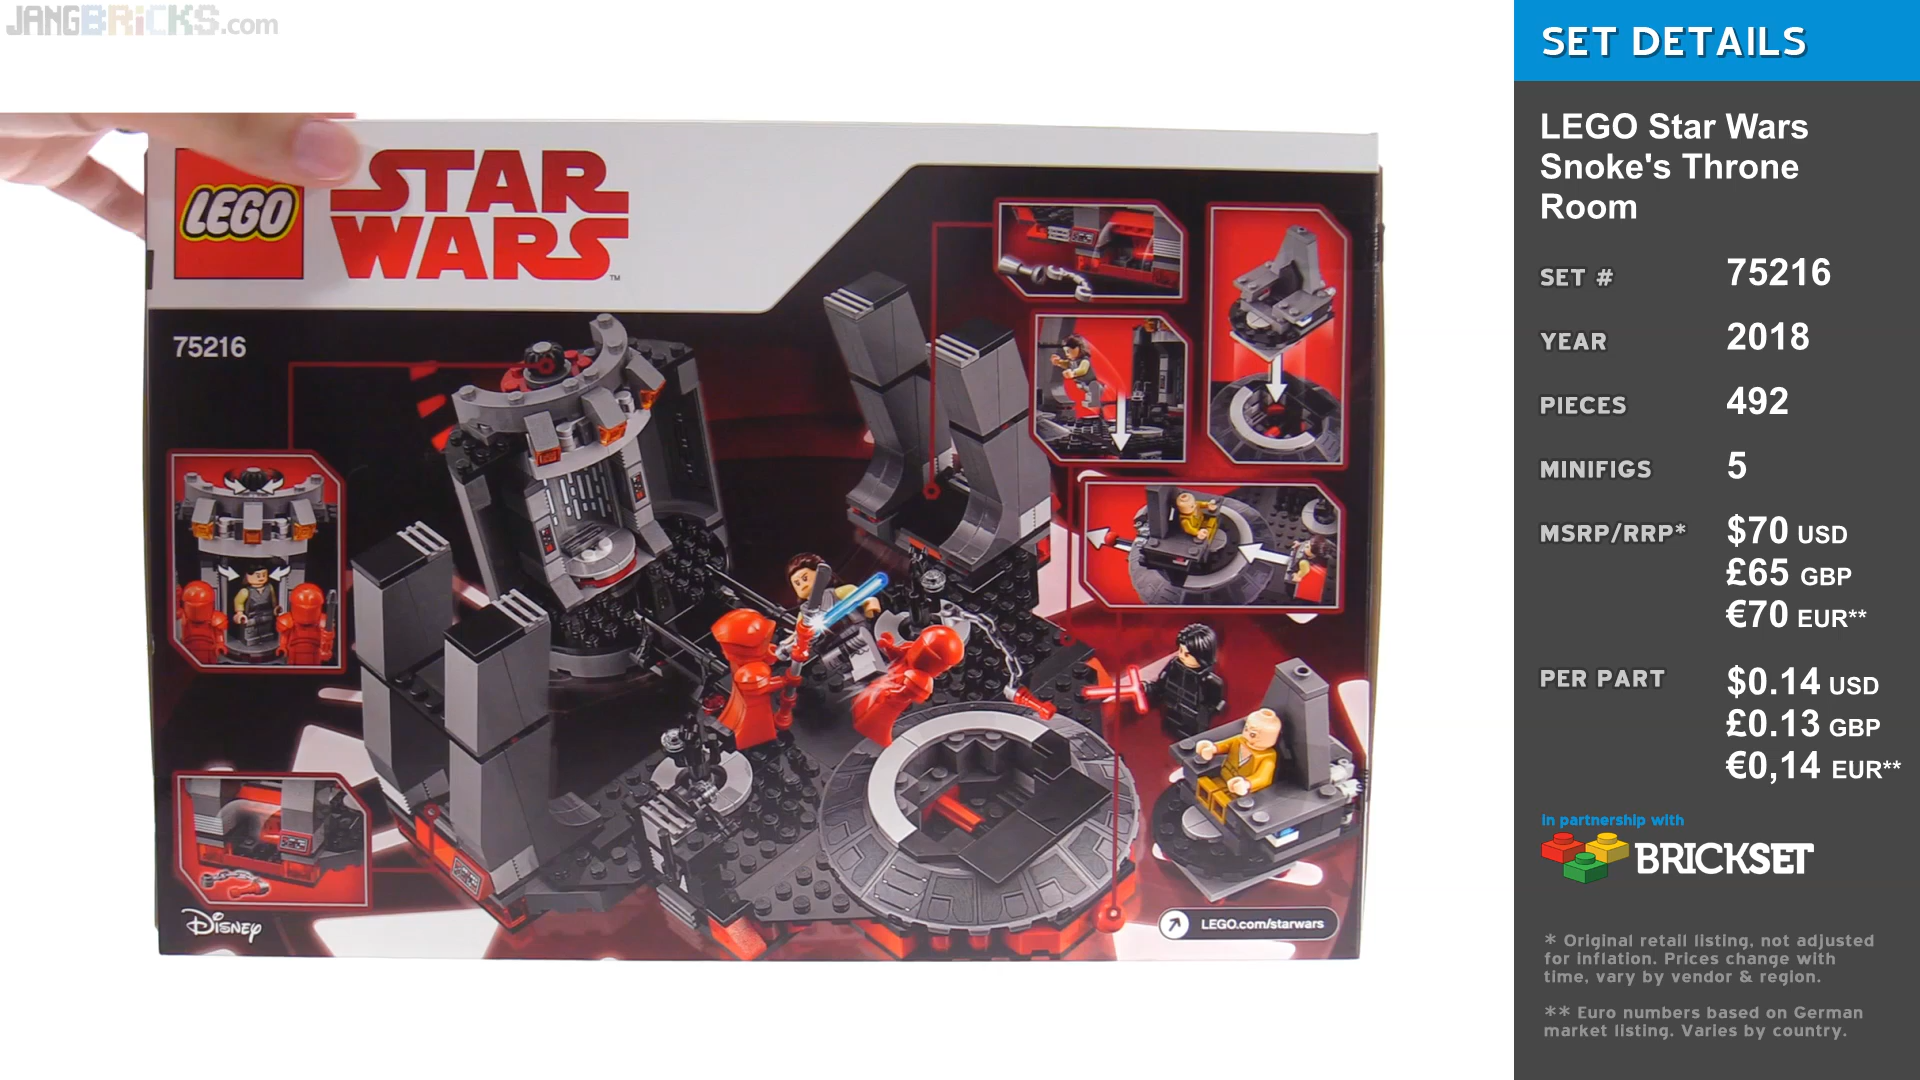 JANGBRiCKS.com
LEGO
STAR
WARS
™
75216
Disney
LEGO.com/starwars
SET DETAILS
LEGO Star Wars
Snoke's Throne
Room
SET # 75216
YEAR 2018
PIECES 492
MINIFIGS 5
MSRP/RRP* $70 USD
£65 GBP
€70 EUR**
PER PART $0.14 USD
£0.13 GBP
€0,14 EUR**
in partnership with
BRICKSET
* Original retail listing, not adjusted
for inflation. Prices change with
time, vary by vendor & region.
** Euro numbers based on German
market listing. Varies by country.